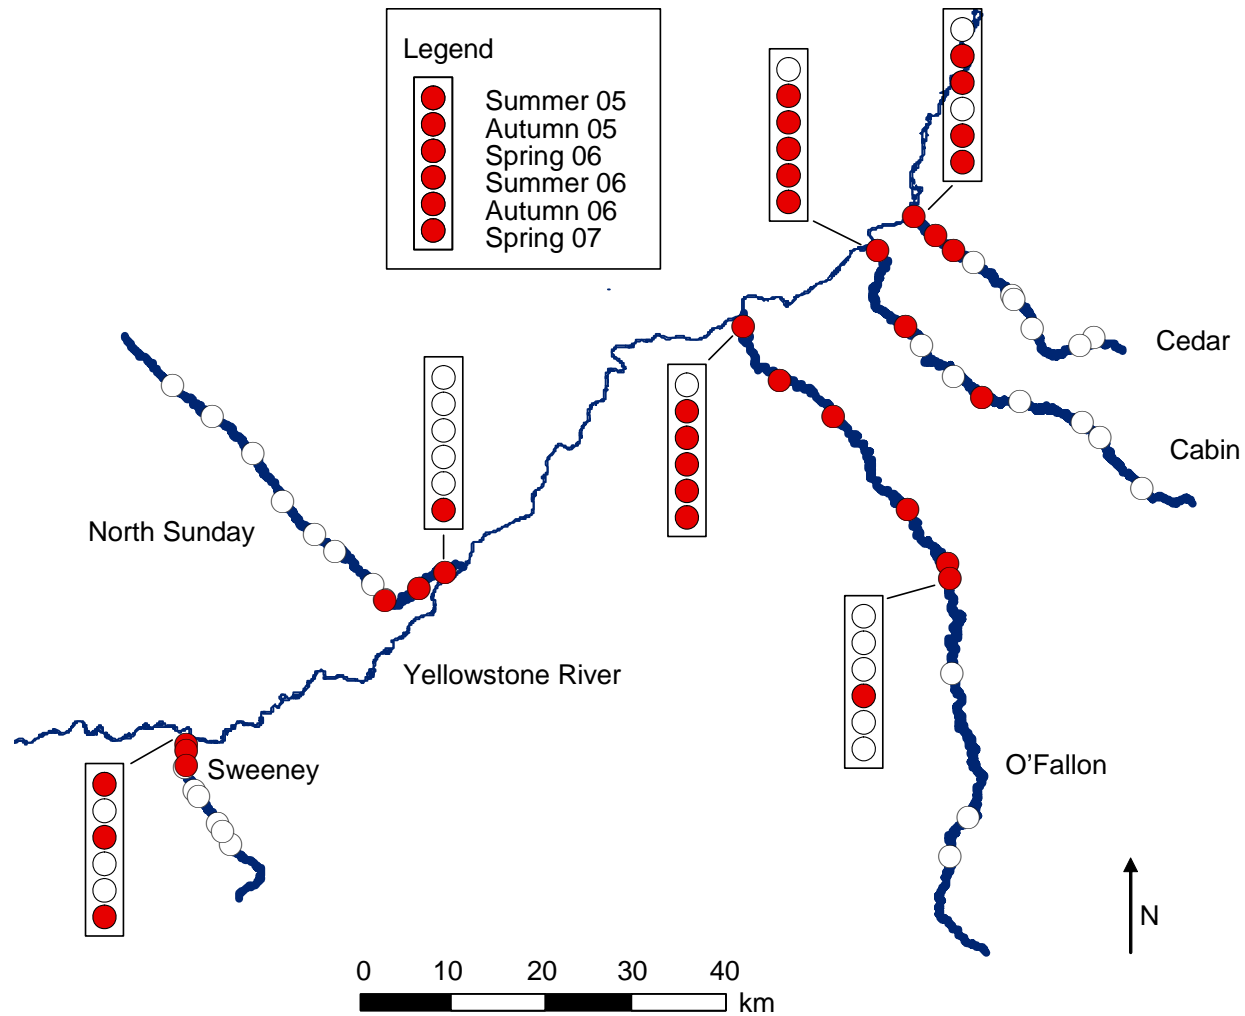 Legend
Summer 05
Autumn 05
Spring 06
Summer 06
Autumn 06
Spring 07
Cedar
Cabin
North Sunday
Yellowstone River
Sweeney
O’Fallon
N
0 10 20 30 40
km